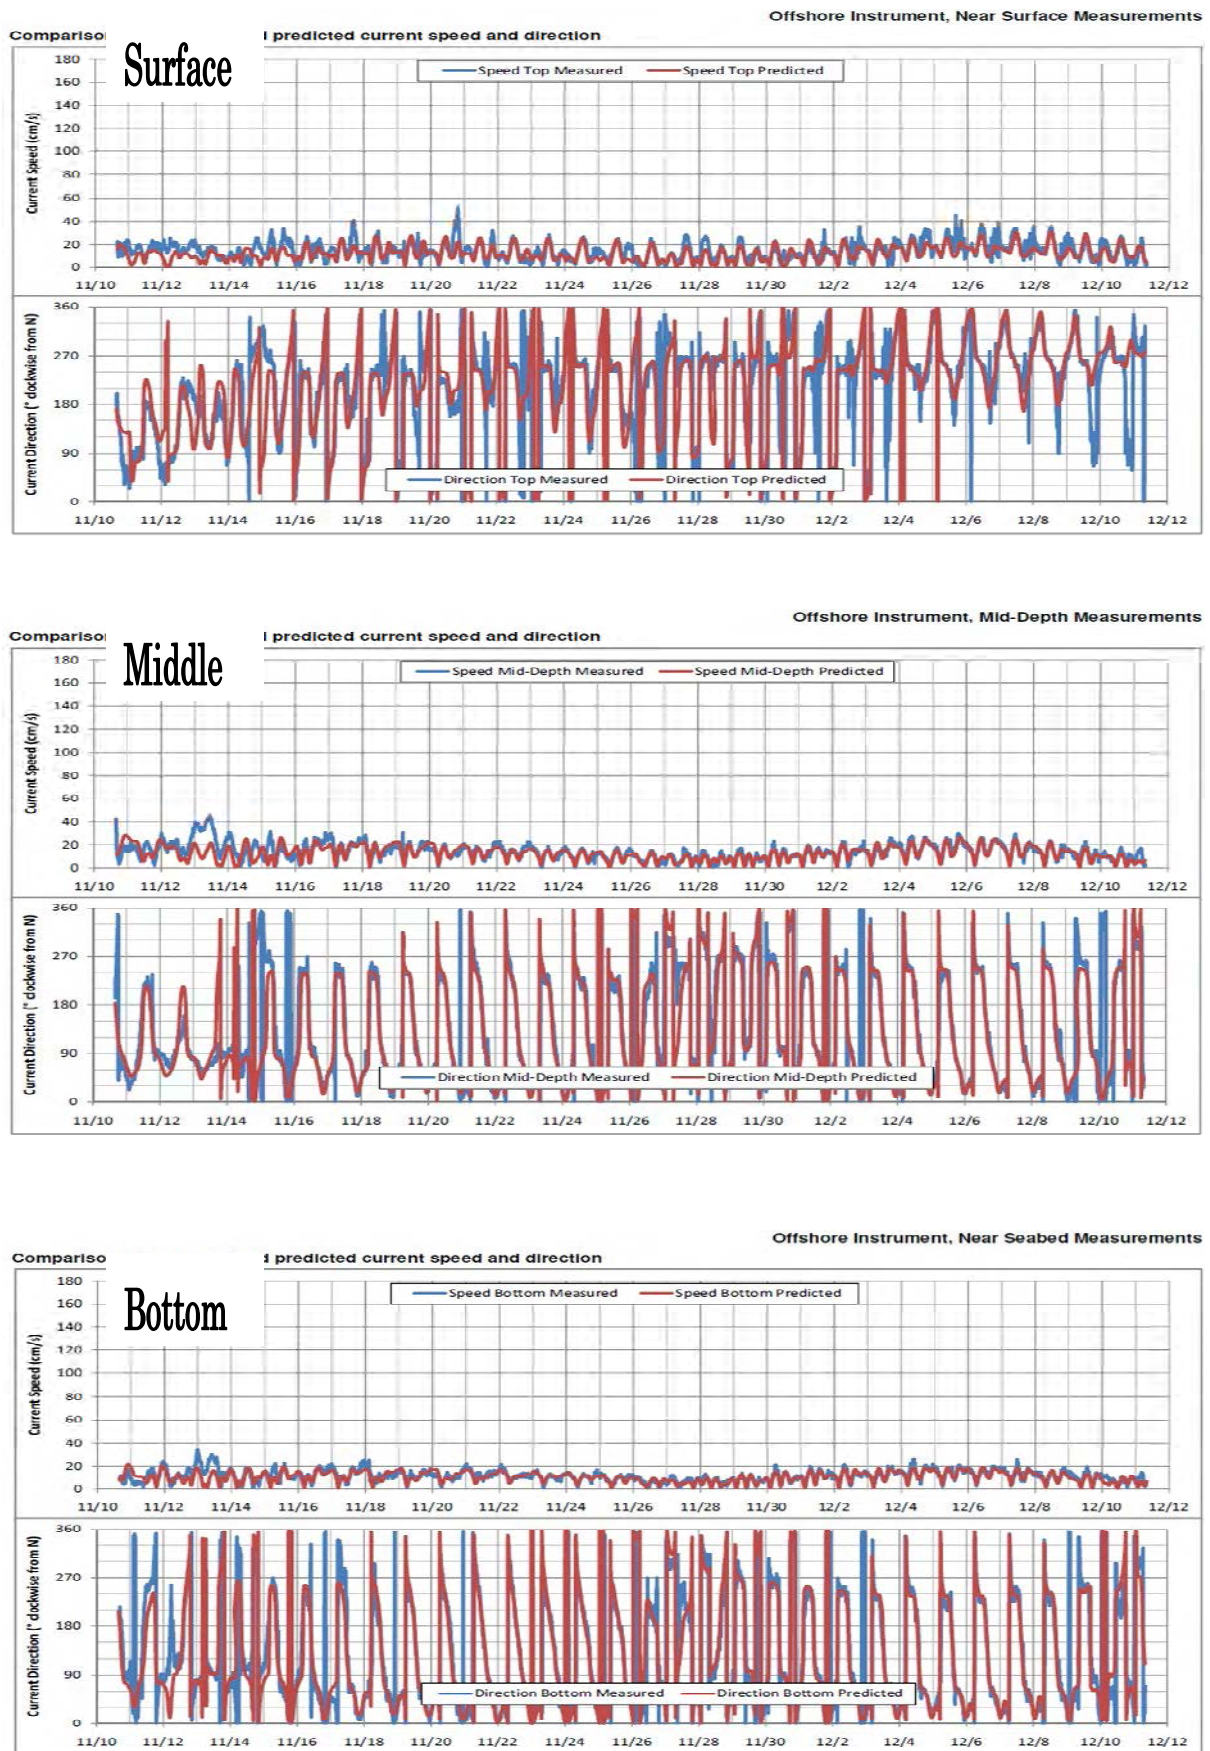 Offshore Instrument, Near Surface Measurements
Compariso
d predicted current speed and direction
Surface
Speed Top Measured Speed Top Predicted
Current Speed (cm/s)
180
160
140
120
100
80
60
40
20
0
11/10 11/12 11/14 11/16 11/18 11/20 11/22 11/24 11/26 11/28 11/30 12/2 12/4 12/6 12/8 12/10 12/12
Current Direction (° clockwise from N)
360
270
180
90
0
Direction Top Measured Direction Top Predicted
11/10 11/12 11/14 11/16 11/18 11/20 11/22 11/24 11/26 11/28 11/30 12/2 12/4 12/6 12/8 12/10 12/12
Offshore Instrument, Mid-Depth Measurements
Compariso
d predicted current speed and direction
Middle
Speed Mid-Depth Measured Speed Mid-Depth Predicted
Current Speed (cm/s)
180
160
140
120
100
80
60
40
20
0
11/10 11/12 11/14 11/16 11/18 11/20 11/22 11/24 11/26 11/28 11/30 12/2 12/4 12/6 12/8 12/10 12/12
Current Direction (° clockwise from N)
360
270
180
90
0
Direction Mid-Depth Measured Direction Mid-Depth Predicted
11/10 11/12 11/14 11/16 11/18 11/20 11/22 11/24 11/26 11/28 11/30 12/2 12/4 12/6 12/8 12/10 12/12
Offshore Instrument, Near Seabed Measurements
Compariso
d predicted current speed and direction
Bottom
Speed Bottom Measured Speed Bottom Predicted
Current Speed (cm/s)
180
160
140
120
100
80
60
40
20
0
11/10 11/12 11/14 11/16 11/18 11/20 11/22 11/24 11/26 11/28 11/30 12/2 12/4 12/6 12/8 12/10 12/12
Current Direction (° clockwise from N)
360
270
180
90
0
Direction Bottom Measured Direction Bottom Predicted
11/10 11/12 11/14 11/16 11/18 11/20 11/22 11/24 11/26 11/28 11/30 12/2 12/4 12/6 12/8 12/10 12/12